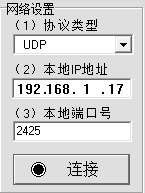 网络设置
(1) 协议类型
UDP
(2) 本地IP地址
192.168. 1 .17
(3) 本地端口号
2425
连接